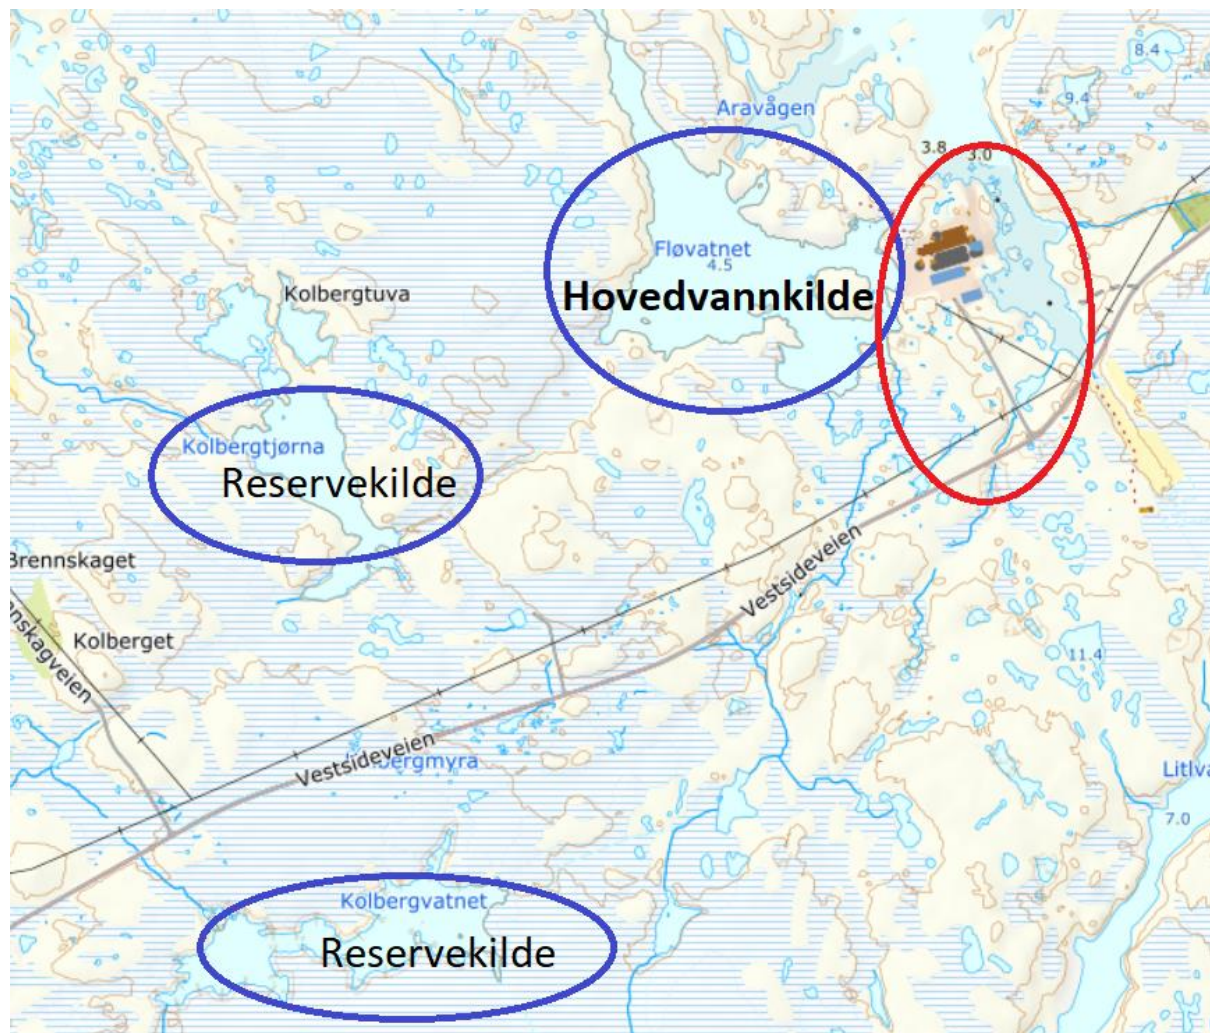 8.4
9.4
Aravågen
3.8
3.0
Fløvatnet
4.5
Hovedvannkilde
Kolbergtuva
Kolbergtjørna
Reservekilde
Brennskaget
Vestsideveien
Kolberget
11.4
Vestsideveien
7.0
Kolbergvatnet
Reservekilde